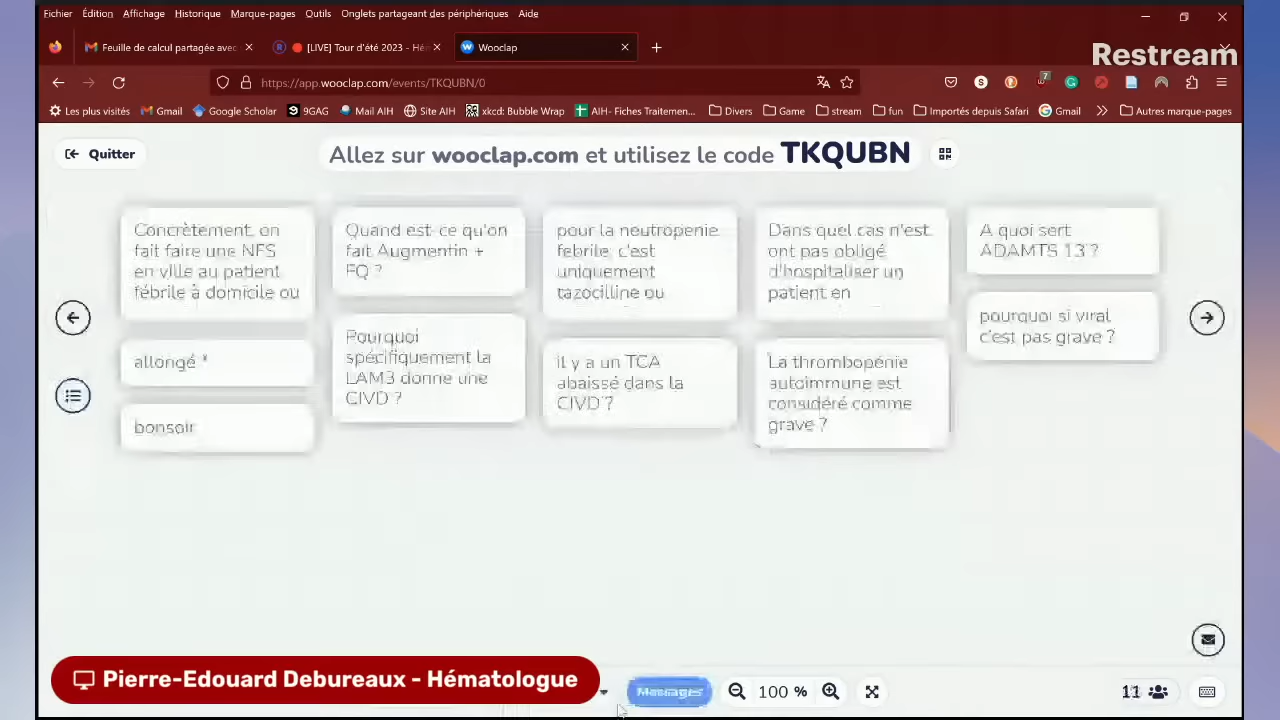 Fichier Édition Affichage Historique Marque-pages Outils Onglets partageant des périphériques Aide
Feuille de calcul partagée avec
[LIVE] Tour d'été 2023 - Hé
Wooclap
Restream
https://app.wooclap.com/events/TKQUBN/0
Les plus visités Gmail Google Scholar 9GAG Mail AIH Site AIH xkcd: Bubble Wrap AIH- Fiches Traitemen... Divers Game stream fun Importés depuis Safari Gmail Autres marque-pages
Quitter
Allez sur wooclap.com et utilisez le code TKQUBN
Concrètement, on
fait faire une NFS
en ville au patient
fébrile à domicile ou
allongé *
bonsoir
Quand est-ce qu'on
fait Augmentin +
FQ ?
Pourquoi
spécifiquement la
LAM3 donne une
CIVD ?
pour la neutropenie
febrile, c'est
uniquement
tazocilline ou
il y a un TCA
abaissé dans la
CIVD ?
Dans quel cas n'est
ont pas obligé
d'hospitaliser un
patient en
La thrombopénie
autoimmune est
considéré comme
grave ?
A quoi sert
ADAMTS 13 ?
pourquoi si viral
c'est pas grave ?
Pierre-Edouard Debureaux - Hématologue
Messages
100 %
11